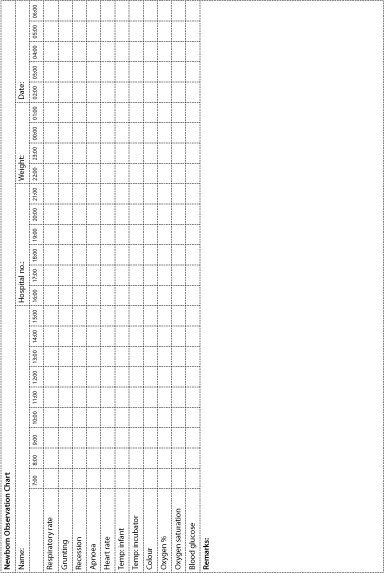 Newborn Observation Chart
Name: Hospital no.: Weight: Date:
7:00 8:00 9:00 10:00 11:00 12:00 13:00 14:00 15:00 16:00 17:00 18:00 19:00 20:00 21:00 22:00 23:00 00:00 01:00 02:00 03:00 04:00 05:00 06:00
Respiratory rate
Grunting
Recession
Apnoea
Heart rate
Temp: infant
Temp: incubator
Colour
Oxygen %
Oxygen saturation
Blood glucose
Remarks: